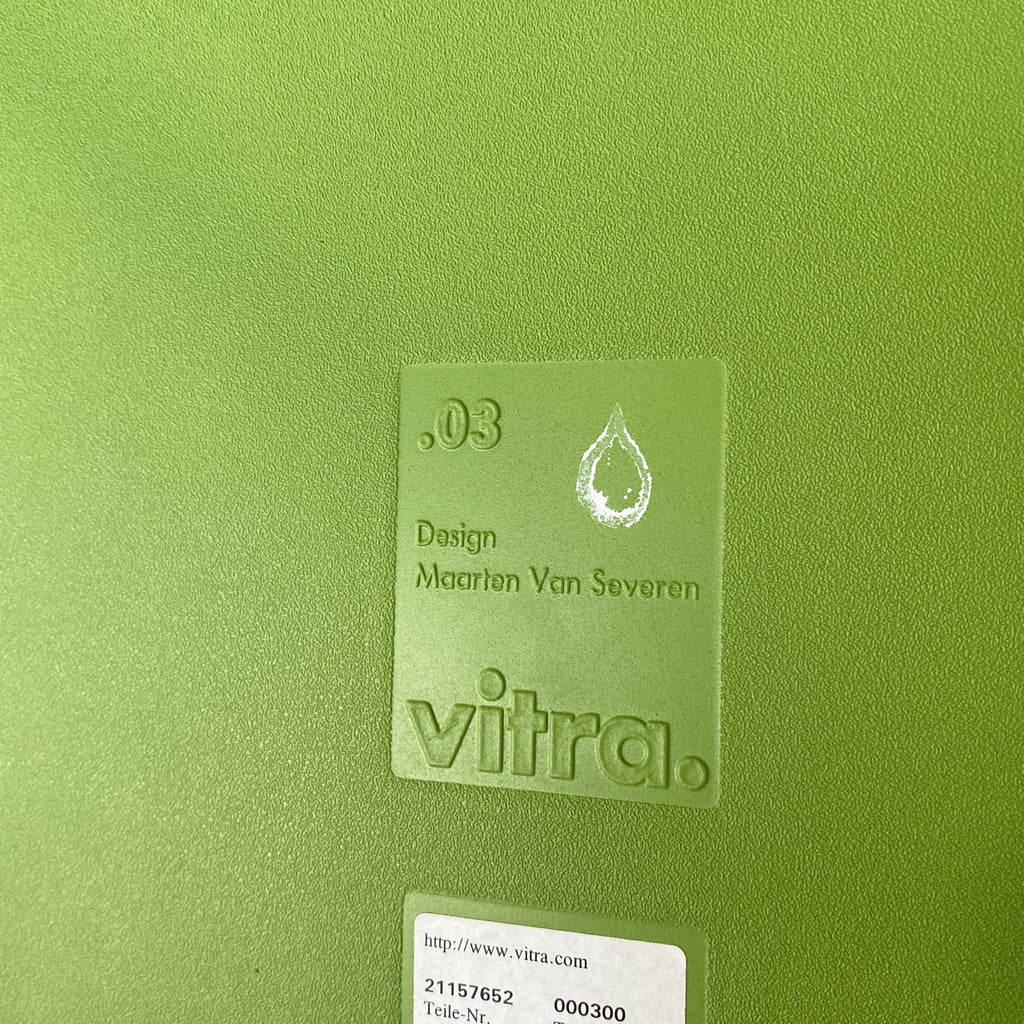 .03
Design
Maarten Van Severen
vitra.
http://www.vitra.com
21157652 000300
Teile-Nr.